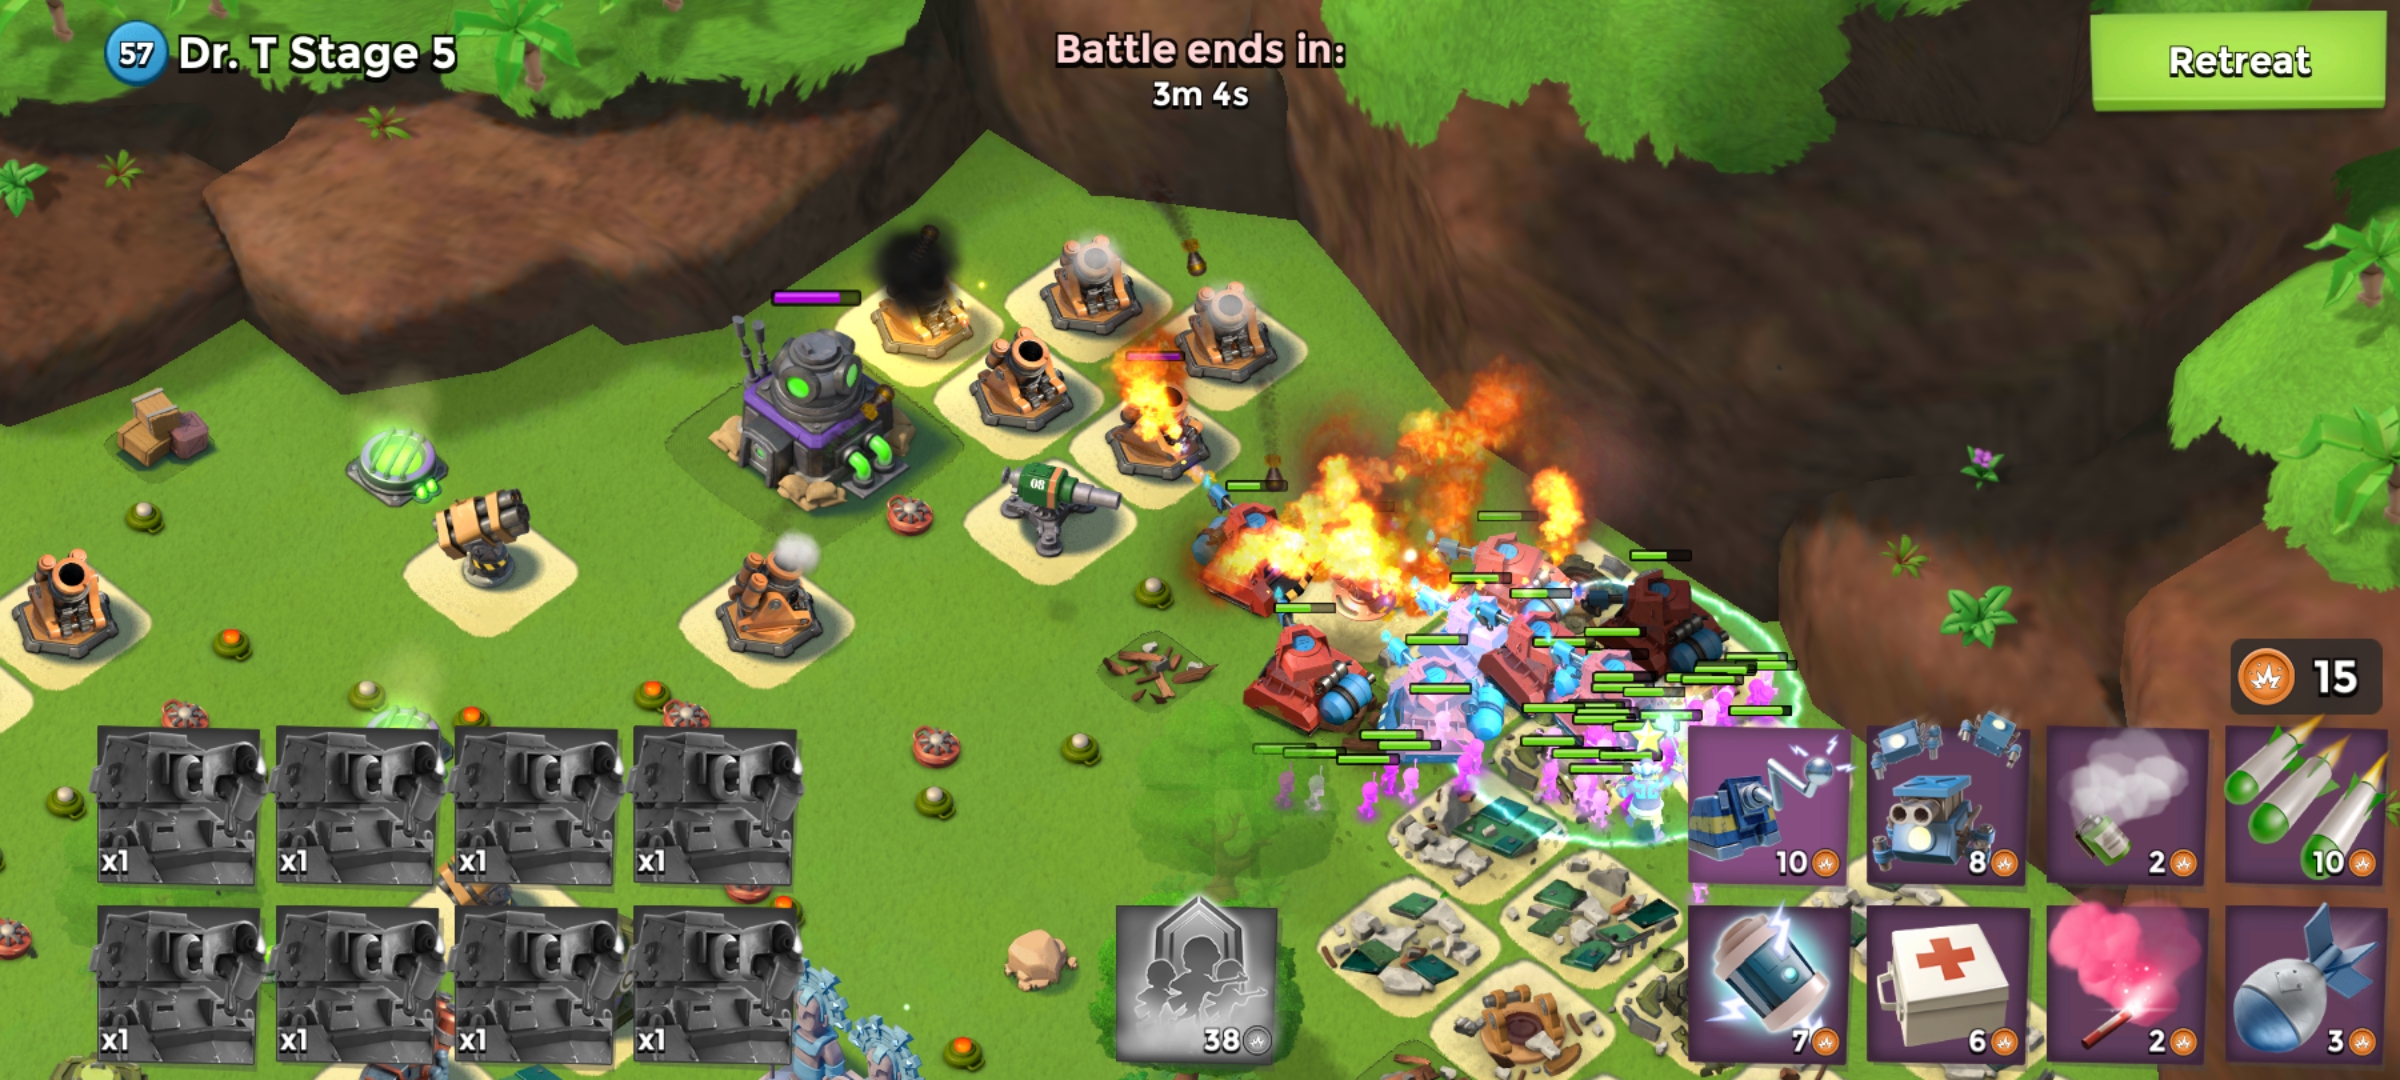 57 Dr. T Stage 5
Battle ends in:
3m 4s
Retreat
08
15
x1 x1 x1 x1
10 8 2 10
x1 x1 x1 x1
38
7 6 2 3